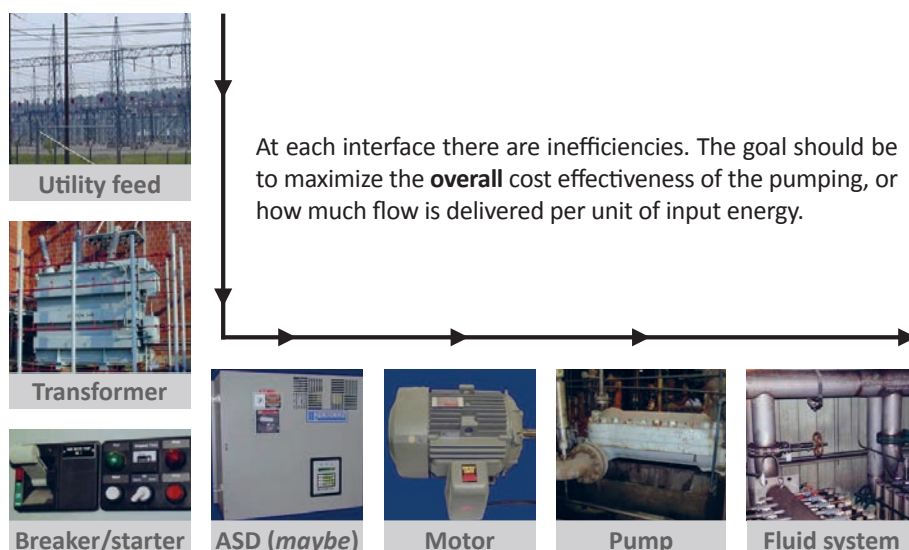 At each interface there are inefficiencies. The goal should be
to maximize the overall cost effectiveness of the pumping, or
how much flow is delivered per unit of input energy.
Utility feed
Transformer
Breaker/starter
ASD (maybe)
Motor
Pump
Fluid system